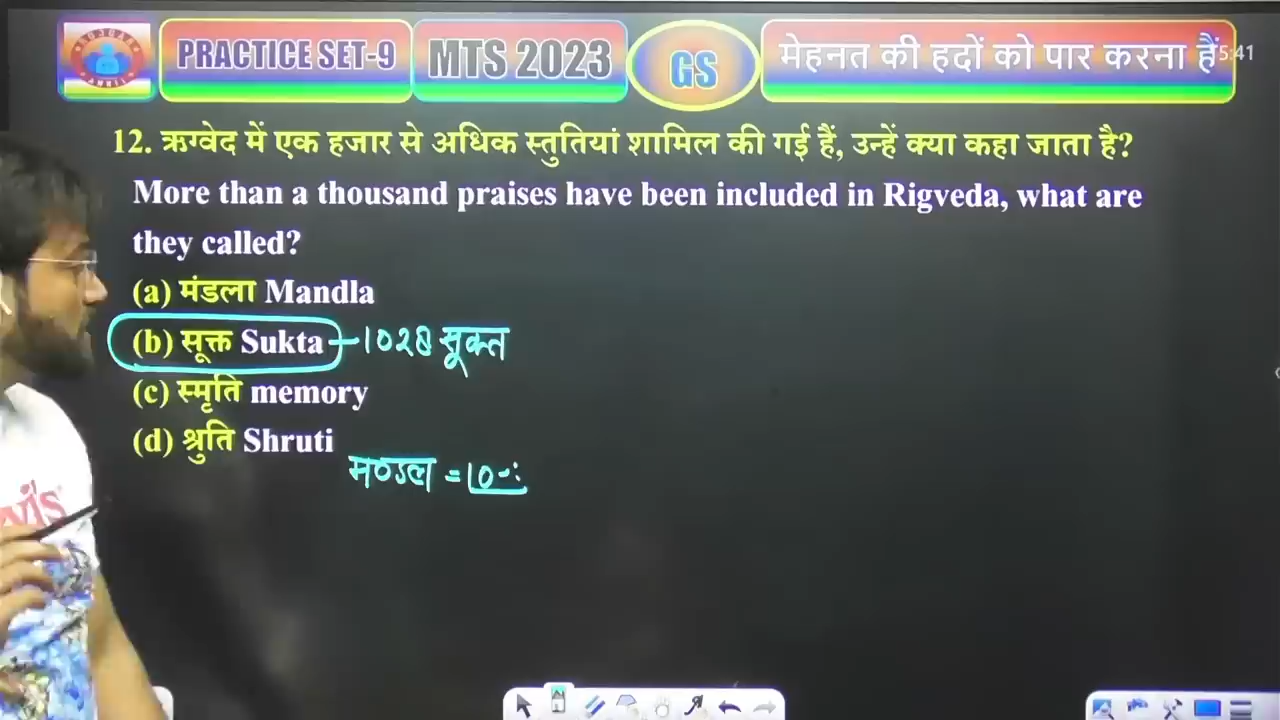 PRACTICE SET-9 MTS 2023 GS मेहनत की हदों को पार करना हैं 5:41
12. ऋग्वेद में एक हजार से अधिक स्तुतियां शामिल की गई हैं, उन्हें क्या कहा जाता है?
More than a thousand praises have been included in Rigveda, what are
they called?
(a) मंडला Mandla
(b) सूक्त Sukta – 1028 सूक्त
(c) स्मृति memory
(d) श्रुति Shruti
मण्डल = 10